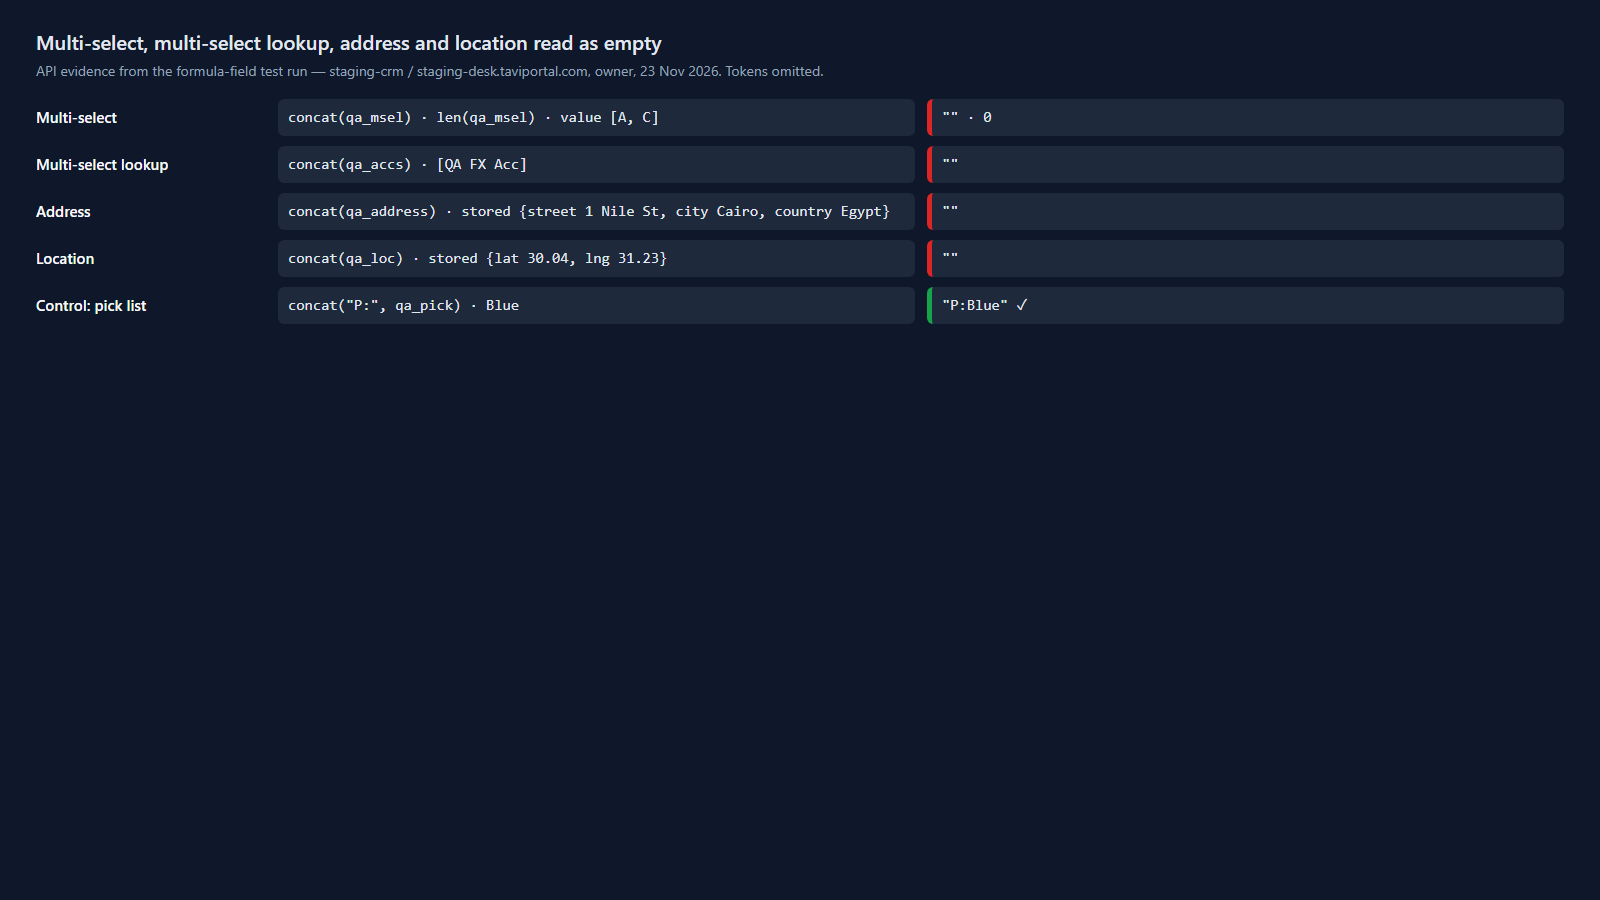 Multi-select, multi-select lookup, address and location read as empty
API evidence from the formula-field test run — staging-crm / staging-desk.taviportal.com, owner, 23 Nov 2026. Tokens omitted.
Multi-select concat(qa_msel) · len(qa_msel) · value [A, C] "" · 0
Multi-select lookup concat(qa_accs) · [QA FX Acc] ""
Address concat(qa_address) · stored {street 1 Nile St, city Cairo, country Egypt} ""
Location concat(qa_loc) · stored {lat 30.04, lng 31.23} ""
Control: pick list concat("P:", qa_pick) · Blue "P:Blue" ✓